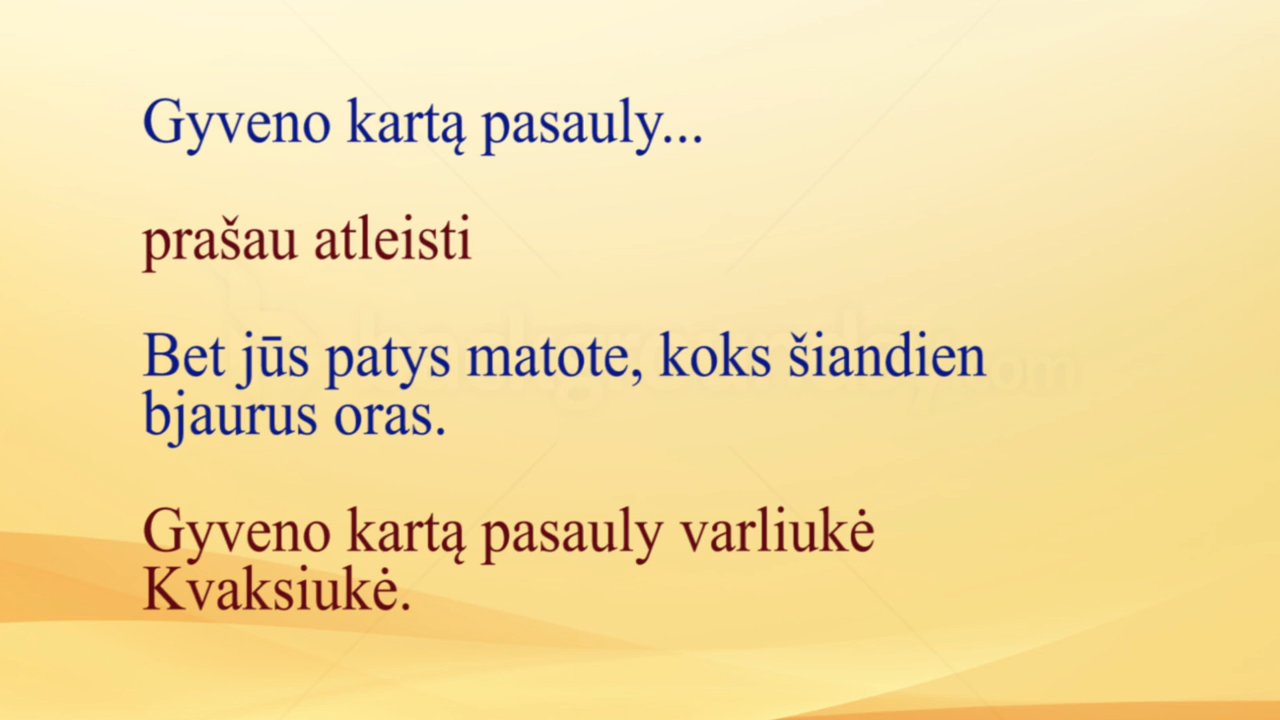 Gyveno kartą pasauly...
prašau atleisti
Bet jūs patys matote, koks šiandien
bjaurus oras.
Gyveno kartą pasauly varliukė
Kvaksiukė.